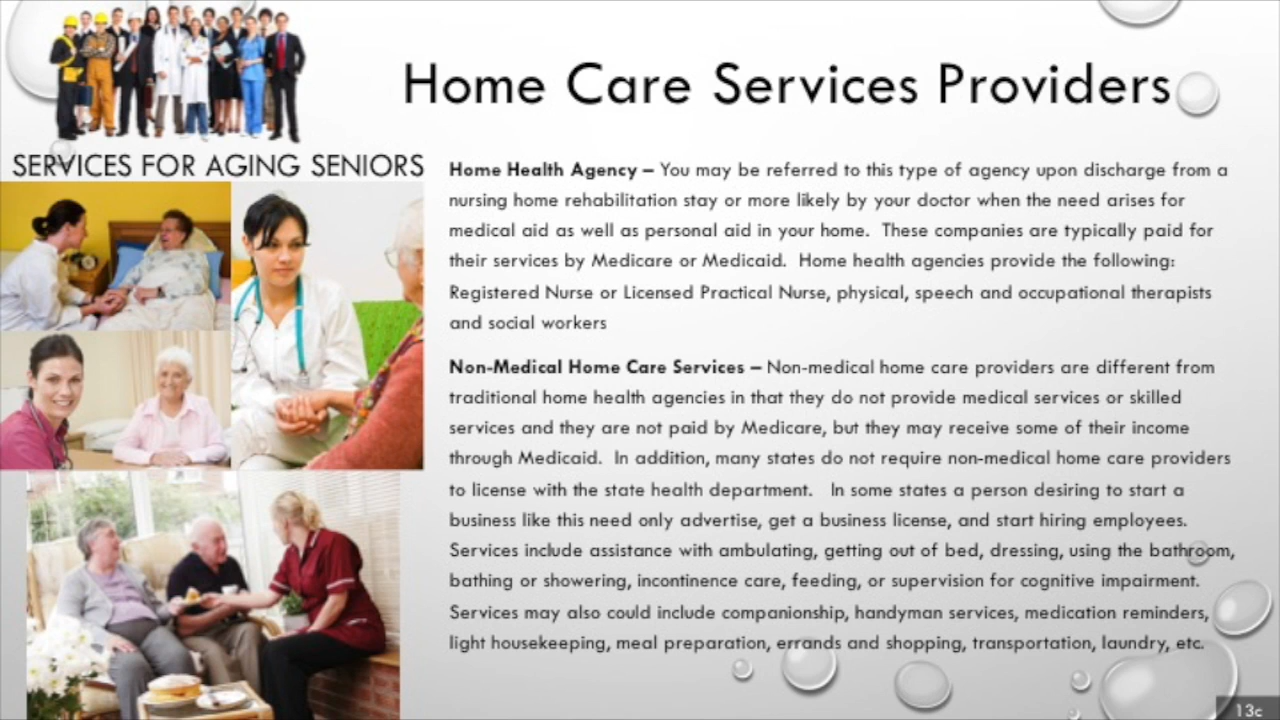 Home Care Services Providers
SERVICES FOR AGING SENIORS
Home Health Agency – You may be referred to this type of agency upon discharge from a
nursing home rehabilitation stay or more likely by your doctor when the need arises for
medical aid as well as personal aid in your home. These companies are typically paid for
their services by Medicare or Medicaid. Home health agencies provide the following:
Registered Nurse or Licensed Practical Nurse, physical, speech and occupational therapists
and social workers
Non-Medical Home Care Services – Non-medical home care providers are different from
traditional home health agencies in that they do not provide medical services or skilled
services and they are not paid by Medicare, but they may receive some of their income
through Medicaid. In addition, many states do not require non-medical home care providers
to license with the state health department. In some states a person desiring to start a
business like this need only advertise, get a business license, and start hiring employees.
Services include assistance with ambulating, getting out of bed, dressing, using the bathroom,
bathing or showering, incontinence care, feeding, or supervision for cognitive impairment.
Services may also could include companionship, handyman services, medication reminders,
light housekeeping, meal preparation, errands and shopping, transportation, laundry, etc.
13c